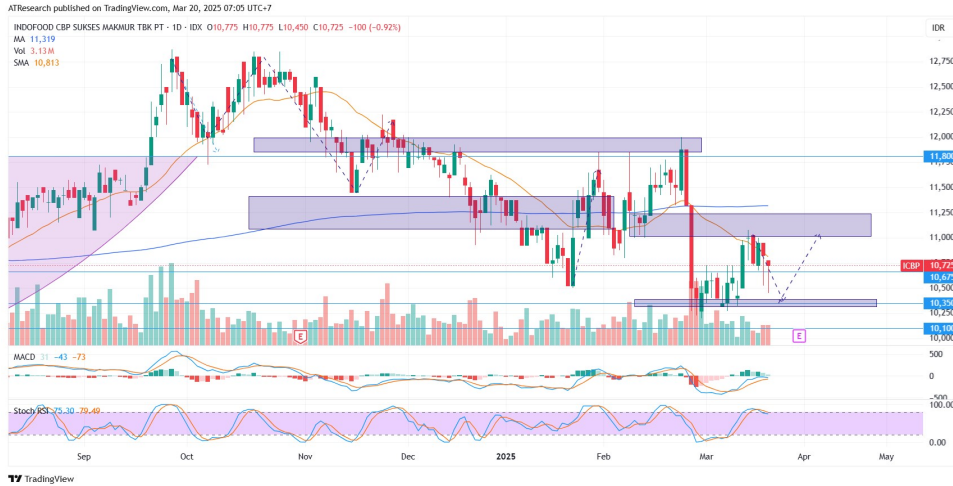 ATResearch published on TradingView.com, Mar 20, 2025 07:05 UTC+7
INDOFOOD CBP SUKSES MAKMUR TBK PT · 1D · IDX O10,775 H10,775 L10,450 C10,725 −100 (−0.92%)
IDR
MA 11,319
Vol 3.13M
SMA 10,813
12,750
12,500
12,250
12,000
11,800
11,500
11,250
11,000
ICBP 10,725
10,675
10,500
10,350
10,100
10,000
E
E
MACD 31 −43 −73
500
0
−500
Stoch RSI 75.30 79.49
100.00
0.00
Sep Oct Nov Dec 2025 Feb Mar Apr May
TradingView